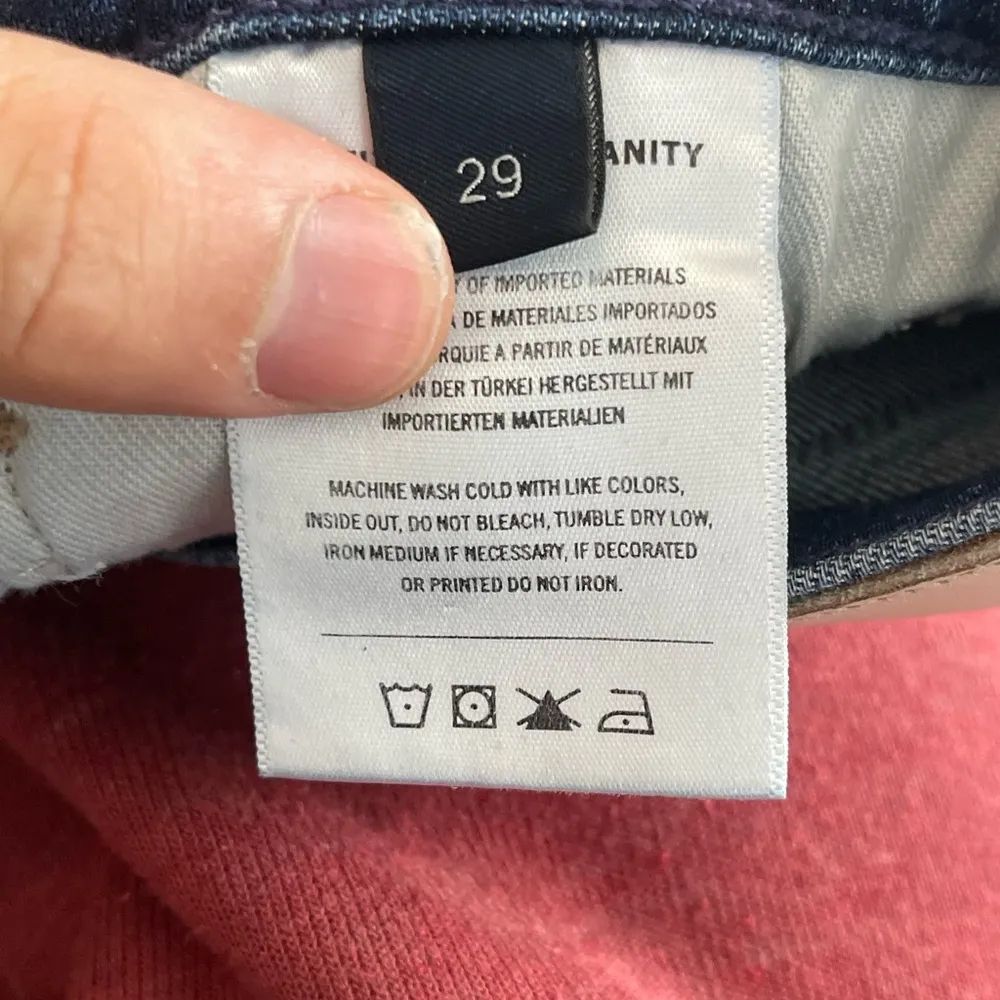 29
ANITY
Y OF IMPORTED MATERIALS
DE MATERIALES IMPORTADOS
RQUIE A PARTIR DE MATÉRIAUX
IN DER TÜRKEI HERGESTELLT MIT
IMPORTIERTEN MATERIALIEN
MACHINE WASH COLD WITH LIKE COLORS,
INSIDE OUT, DO NOT BLEACH, TUMBLE DRY LOW,
IRON MEDIUM IF NECESSARY, IF DECORATED
OR PRINTED DO NOT IRON.